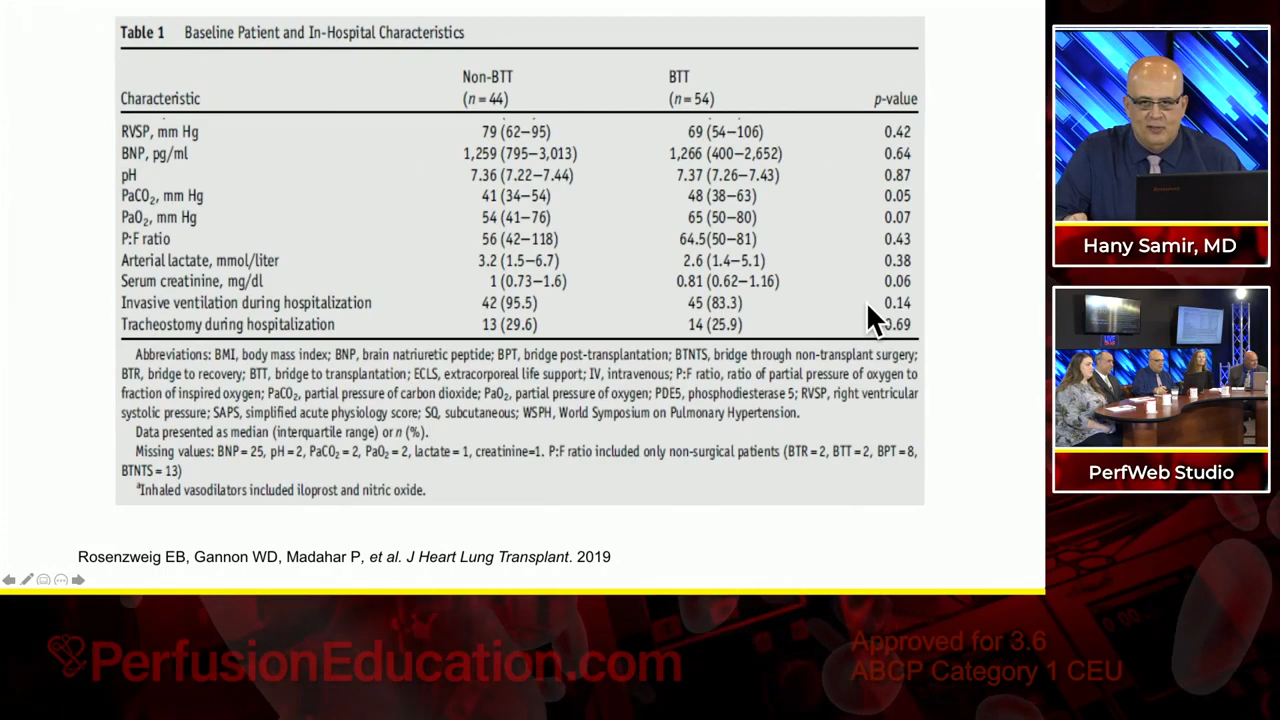 Table 1 Baseline Patient and In-Hospital Characteristics
Non-BTT BTT
Characteristic (n = 44) (n = 54) p-value
RVSP, mm Hg 79 (62–95) 69 (54–106) 0.42
BNP, pg/ml 1,259 (795–3,013) 1,266 (400–2,652) 0.64
pH 7.36 (7.22–7.44) 7.37 (7.26–7.43) 0.87
PaCO₂, mm Hg 41 (34–54) 48 (38–63) 0.05
PaO₂, mm Hg 54 (41–76) 65 (50–80) 0.07
P:F ratio 56 (42–118) 64.5(50–81) 0.43
Arterial lactate, mmol/liter 3.2 (1.5–6.7) 2.6 (1.4–5.1) 0.38
Serum creatinine, mg/dl 1 (0.73–1.6) 0.81 (0.62–1.16) 0.06
Invasive ventilation during hospitalization 42 (95.5) 45 (83.3) 0.14
Tracheostomy during hospitalization 13 (29.6) 14 (25.9) 0.69
Abbreviations: BMI, body mass index; BNP, brain natriuretic peptide; BPT, bridge post-transplantation; BTNTS, bridge through non-transplant surgery;
BTR, bridge to recovery; BTT, bridge to transplantation; ECLS, extracorporeal life support; IV, intravenous; P:F ratio, ratio of partial pressure of oxygen to
fraction of inspired oxygen; PaCO₂, partial pressure of carbon dioxide; PaO₂, partial pressure of oxygen; PDE5, phosphodiesterase 5; RVSP, right ventricular
systolic pressure; SAPS, simplified acute physiology score; SQ, subcutaneous; WSPH, World Symposium on Pulmonary Hypertension.
Data presented as median (interquartile range) or n (%).
Missing values: BNP = 25, pH = 2, PaCO₂ = 2, PaO₂ = 2, lactate = 1, creatinine=1. P:F ratio included only non-surgical patients (BTR = 2, BTT = 2, BPT = 8,
BTNTS = 13)
ᵃInhaled vasodilators included iloprost and nitric oxide.
Rosenzweig EB, Gannon WD, Madahar P, et al. J Heart Lung Transplant. 2019
Hany Samir, MD
PerfWeb Studio
PerfusionEducation.com
Approved for 3.6
ABCP Category 1 CEU